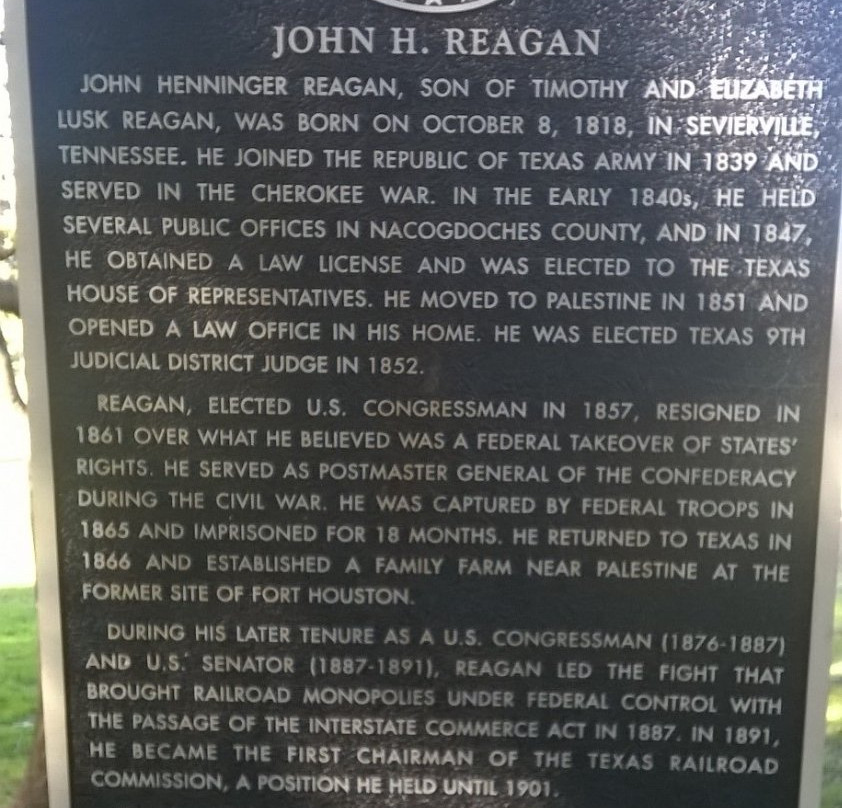 JOHN H. REAGAN
JOHN HENNINGER REAGAN, SON OF TIMOTHY AND ELIZABETH
LUSK REAGAN, WAS BORN ON OCTOBER 8, 1818, IN SEVIERVILLE,
TENNESSEE. HE JOINED THE REPUBLIC OF TEXAS ARMY IN 1839 AND
SERVED IN THE CHEROKEE WAR. IN THE EARLY 1840s, HE HELD
SEVERAL PUBLIC OFFICES IN NACOGDOCHES COUNTY, AND IN 1847,
HE OBTAINED A LAW LICENSE AND WAS ELECTED TO THE TEXAS
HOUSE OF REPRESENTATIVES. HE MOVED TO PALESTINE IN 1851 AND
OPENED A LAW OFFICE IN HIS HOME. HE WAS ELECTED TEXAS 9TH
JUDICIAL DISTRICT JUDGE IN 1852.
REAGAN, ELECTED U.S. CONGRESSMAN IN 1857, RESIGNED IN
1861 OVER WHAT HE BELIEVED WAS A FEDERAL TAKEOVER OF STATES'
RIGHTS. HE SERVED AS POSTMASTER GENERAL OF THE CONFEDERACY
DURING THE CIVIL WAR. HE WAS CAPTURED BY FEDERAL TROOPS IN
1865 AND IMPRISONED FOR 18 MONTHS. HE RETURNED TO TEXAS IN
1866 AND ESTABLISHED A FAMILY FARM NEAR PALESTINE AT THE
FORMER SITE OF FORT HOUSTON.
DURING HIS LATER TENURE AS A U.S. CONGRESSMAN (1876-1887)
AND U.S. SENATOR (1887-1891), REAGAN LED THE FIGHT THAT
BROUGHT RAILROAD MONOPOLIES UNDER FEDERAL CONTROL WITH
THE PASSAGE OF THE INTERSTATE COMMERCE ACT IN 1887. IN 1891,
HE BECAME THE FIRST CHAIRMAN OF THE TEXAS RAILROAD
COMMISSION, A POSITION HE HELD UNTIL 1901.